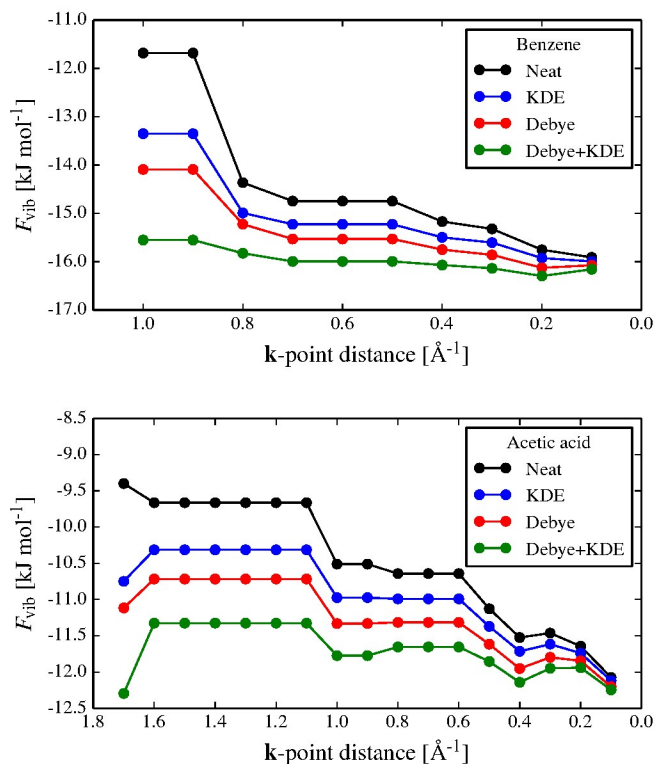 -11.0
-12.0
-13.0
-14.0
-15.0
-16.0
-17.0
F_vib [kJ mol⁻¹]
Benzene
Neat
KDE
Debye
Debye+KDE
1.0 0.8 0.6 0.4 0.2 0.0
k-point distance [Å⁻¹]
-8.5
-9.0
-9.5
-10.0
-10.5
-11.0
-11.5
-12.0
-12.5
F_vib [kJ mol⁻¹]
Acetic acid
Neat
KDE
Debye
Debye+KDE
1.8 1.6 1.4 1.2 1.0 0.8 0.6 0.4 0.2 0.0
k-point distance [Å⁻¹]